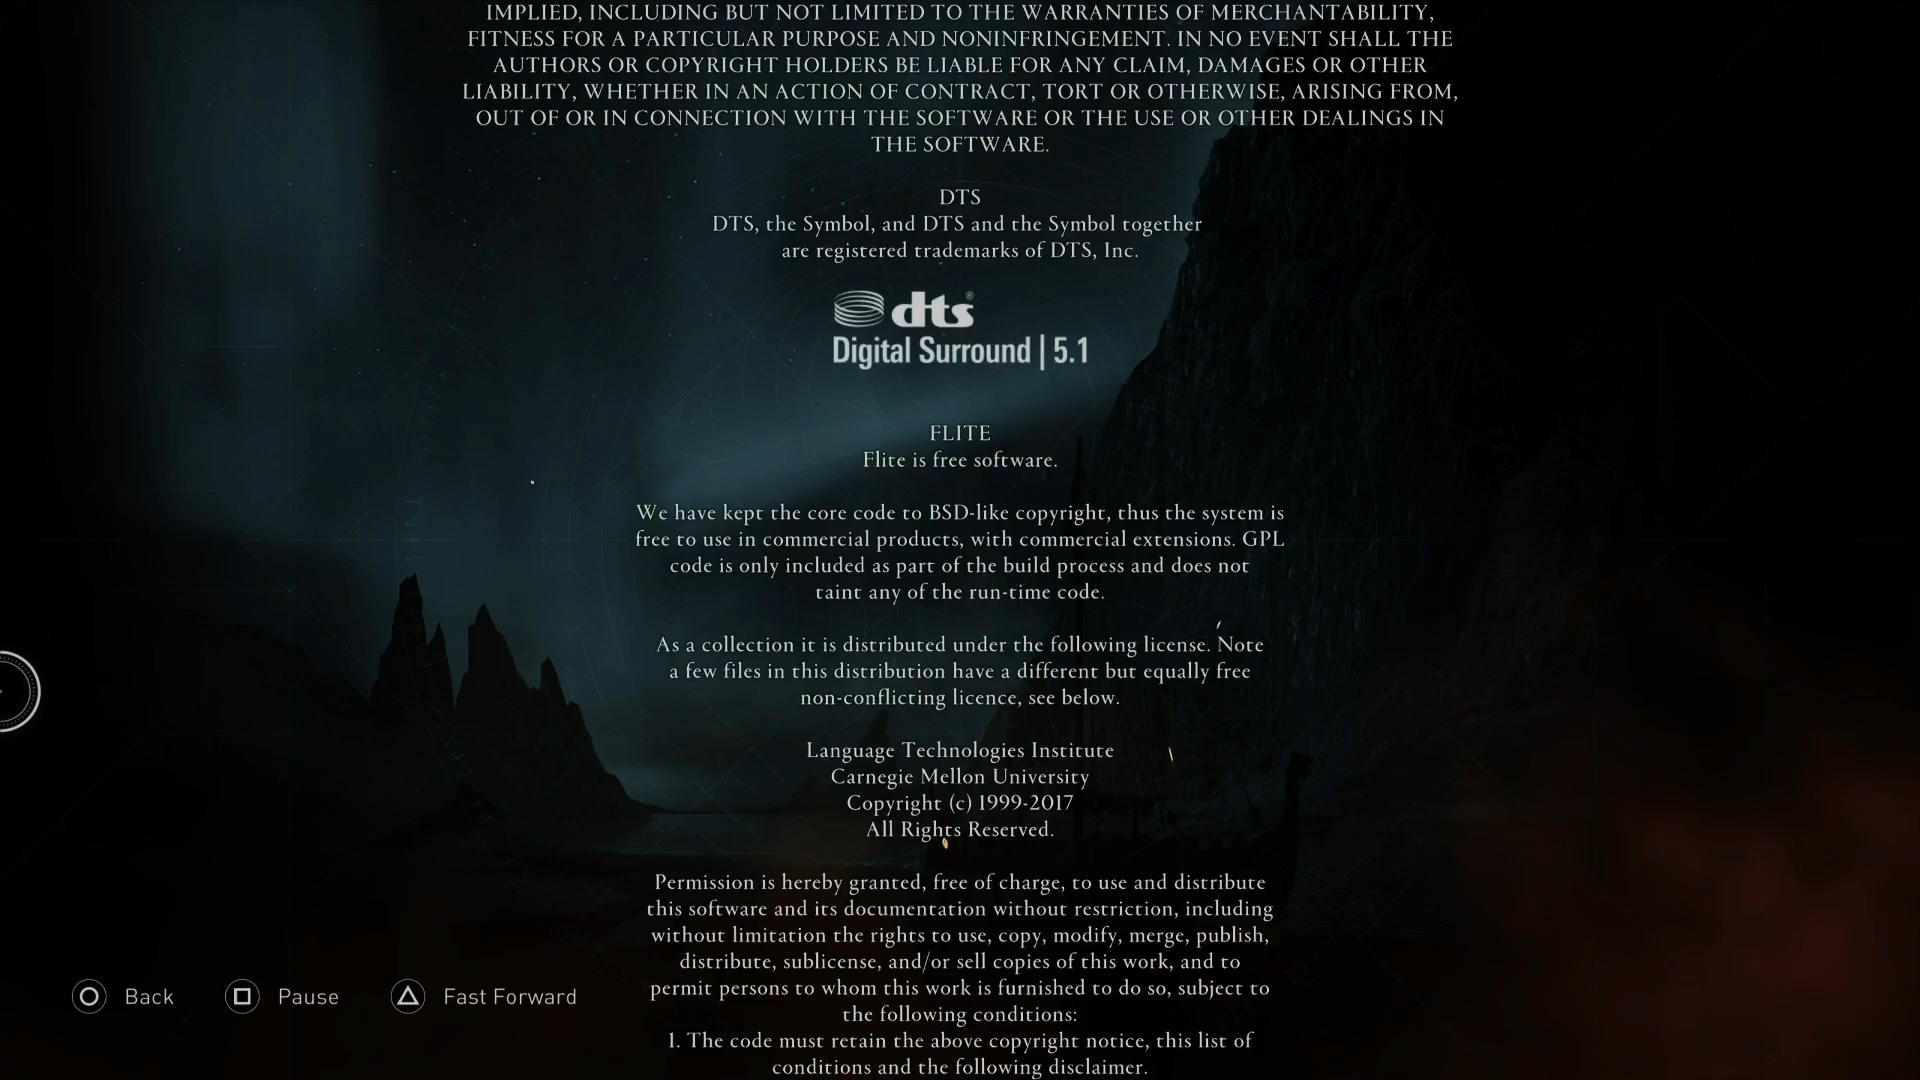 IMPLIED, INCLUDING BUT NOT LIMITED TO THE WARRANTIES OF MERCHANTABILITY,
FITNESS FOR A PARTICULAR PURPOSE AND NONINFRINGEMENT. IN NO EVENT SHALL THE
AUTHORS OR COPYRIGHT HOLDERS BE LIABLE FOR ANY CLAIM, DAMAGES OR OTHER
LIABILITY, WHETHER IN AN ACTION OF CONTRACT, TORT OR OTHERWISE, ARISING FROM,
OUT OF OR IN CONNECTION WITH THE SOFTWARE OR THE USE OR OTHER DEALINGS IN
THE SOFTWARE.
DTS
DTS, the Symbol, and DTS and the Symbol together
are registered trademarks of DTS, Inc.
dts®
Digital Surround | 5.1
FLITE
Flite is free software.
We have kept the core code to BSD-like copyright, thus the system is
free to use in commercial products, with commercial extensions. GPL
code is only included as part of the build process and does not
taint any of the run-time code.
As a collection it is distributed under the following license. Note
a few files in this distribution have a different but equally free
non-conflicting licence, see below.
Language Technologies Institute
Carnegie Mellon University
Copyright (c) 1999-2017
All Rights Reserved.
Permission is hereby granted, free of charge, to use and distribute
this software and its documentation without restriction, including
without limitation the rights to use, copy, modify, merge, publish,
distribute, sublicense, and/or sell copies of this work, and to
permit persons to whom this work is furnished to do so, subject to
the following conditions:
1. The code must retain the above copyright notice, this list of
conditions and the following disclaimer.
Back Pause Fast Forward